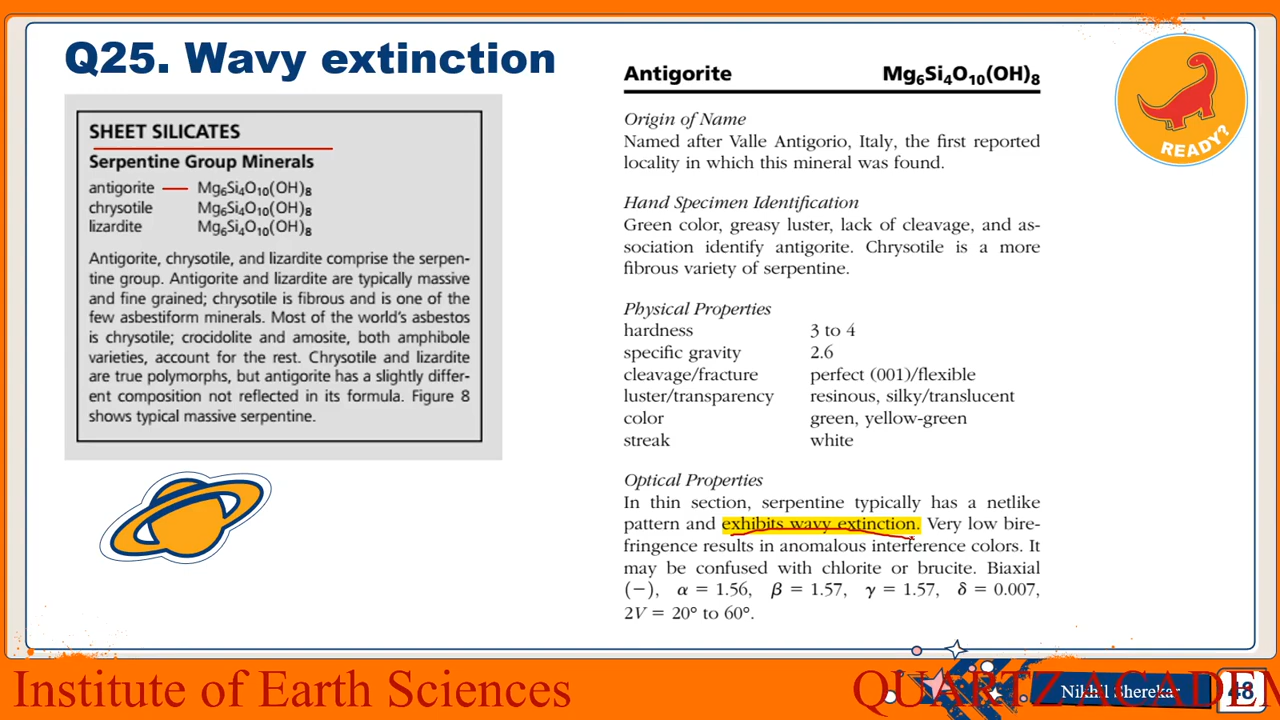 Q25. Wavy extinction
SHEET SILICATES
Serpentine Group Minerals
antigorite Mg₆Si₄O₁₀(OH)₈
chrysotile Mg₆Si₄O₁₀(OH)₈
lizardite Mg₆Si₄O₁₀(OH)₈
Antigorite, chrysotile, and lizardite comprise the serpen-
tine group. Antigorite and lizardite are typically massive
and fine grained; chrysotile is fibrous and is one of the
few asbestiform minerals. Most of the world's asbestos
is chrysotile; crocidolite and amosite, both amphibole
varieties, account for the rest. Chrysotile and lizardite
are true polymorphs, but antigorite has a slightly differ-
ent composition not reflected in its formula. Figure 8
shows typical massive serpentine.
Antigorite Mg₆Si₄O₁₀(OH)₈
Origin of Name
Named after Valle Antigorio, Italy, the first reported
locality in which this mineral was found.
Hand Specimen Identification
Green color, greasy luster, lack of cleavage, and as-
sociation identify antigorite. Chrysotile is a more
fibrous variety of serpentine.
Physical Properties
hardness 3 to 4
specific gravity 2.6
cleavage/fracture perfect (001)/flexible
luster/transparency resinous, silky/translucent
color green, yellow-green
streak white
Optical Properties
In thin section, serpentine typically has a netlike
pattern and exhibits wavy extinction. Very low bire-
fringence results in anomalous interference colors. It
may be confused with chlorite or brucite. Biaxial
(−), α = 1.56, β = 1.57, γ = 1.57, δ = 0.007,
2V = 20° to 60°.
READY?
Institute of Earth Sciences
QUARTZ ACADEM
Nikhil Sherekar
48